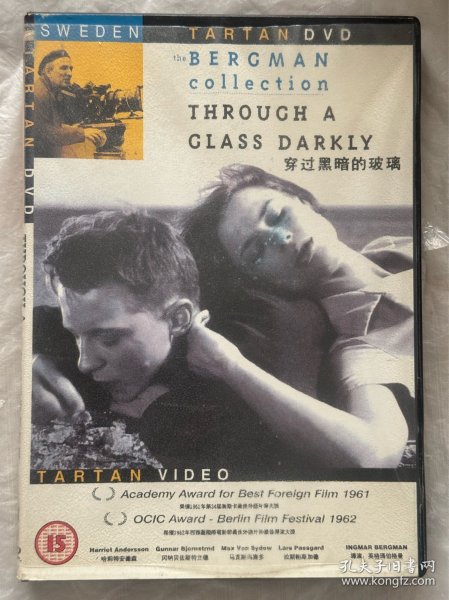 SWEDEN
TARTAN DVD
the BERGMAN
collection
THROUGH A
GLASS DARKLY
穿过黑暗的玻璃
TARTAN DVD
THROUGH A
TARTAN VIDEO
Academy Award for Best Foreign Film 1961
OCIC Award - Berlin Film Festival 1962
15
Harriet Andersson
Gunnar Bjornstrnd
Max Von Sydow
Lars Passgard
INGMAR BERGMAN
孔夫子旧书网
www.kongfz.com